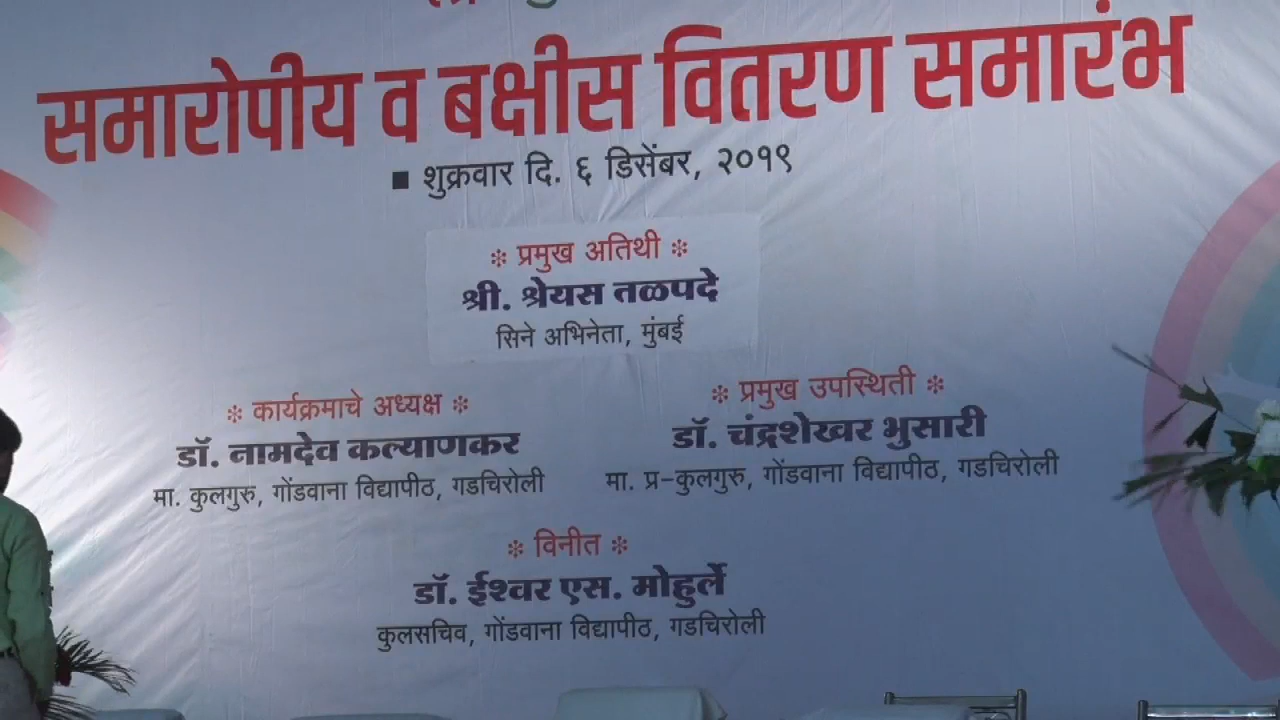 समारोपीय व बक्षीस वितरण समारंभ
■ शुक्रवार दि. ६ डिसेंबर, २०१९
❇ प्रमुख अतिथी ❇
श्री. श्रेयस तळपदे
सिने अभिनेता, मुंबई
❇ कार्यक्रमाचे अध्यक्ष ❇
डॉ. नामदेव कल्याणकर
मा. कुलगुरु, गोंडवाना विद्यापीठ, गडचिरोली
❇ प्रमुख उपस्थिती ❇
डॉ. चंद्रशेखर भुसारी
मा. प्र-कुलगुरु, गोंडवाना विद्यापीठ, गडचिरोली
❇ विनीत ❇
डॉ. ईश्वर एस. मोहुर्ले
कुलसचिव, गोंडवाना विद्यापीठ, गडचिरोली